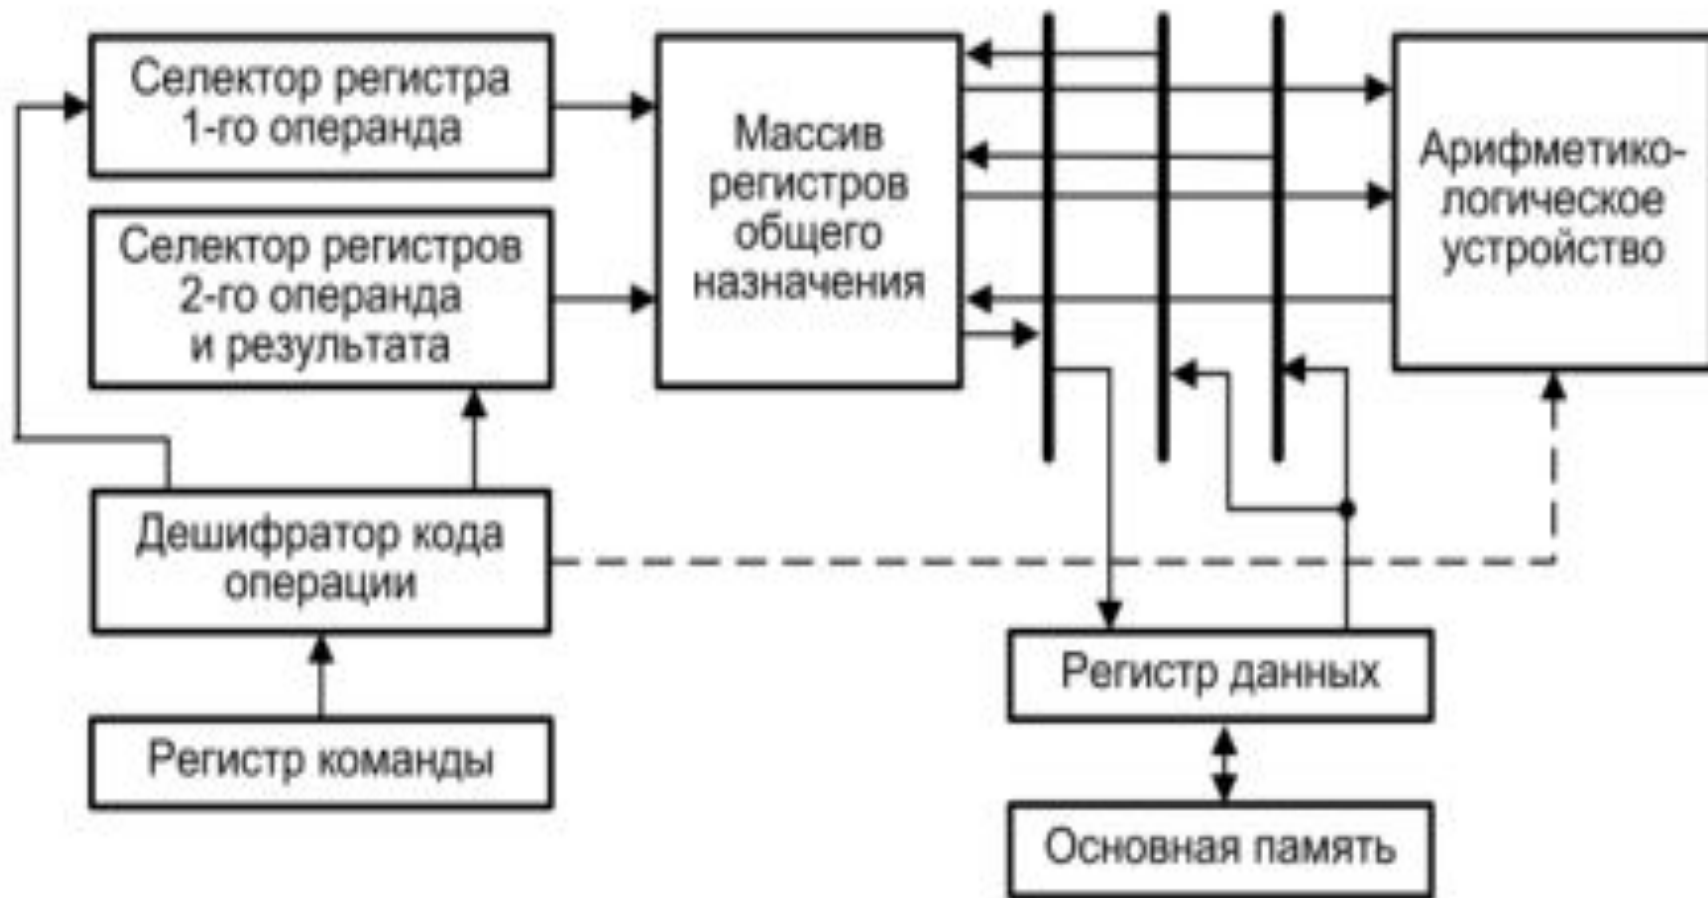 Селектор регистра
1-го операнда
Селектор регистров
2-го операнда
и результата
Массив
регистров
общего
назначения
Арифметико-
логическое
устройство
Дешифратор кода
операции
Регистр команды
Регистр данных
Основная память